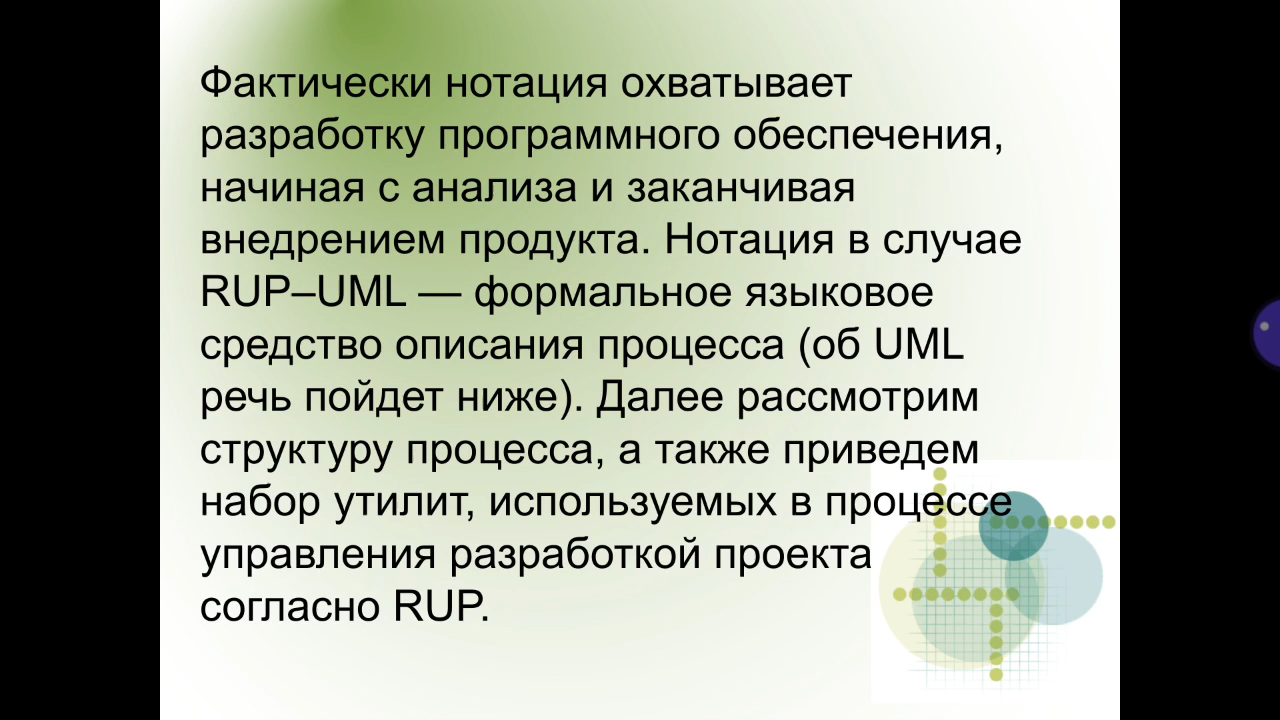 Фактически нотация охватывает
разработку программного обеспечения,
начиная с анализа и заканчивая
внедрением продукта. Нотация в случае
RUP–UML — формальное языковое
средство описания процесса (об UML
речь пойдет ниже). Далее рассмотрим
структуру процесса, а также приведем
набор утилит, используемых в процессе
управления разработкой проекта
согласно RUP.